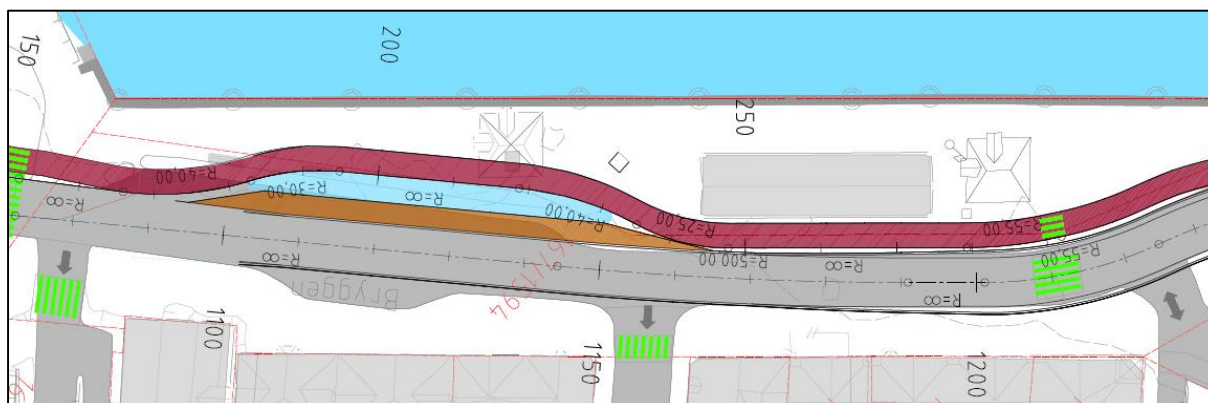 150
200
250
R=40,00
R=30,00
R=∞
R=∞
R=∞
R=40,00
R=25,00
R=55,00
R=55,00
R=500,00
R=∞
R=∞
R=∞
Bryggen
1100
1150
1200